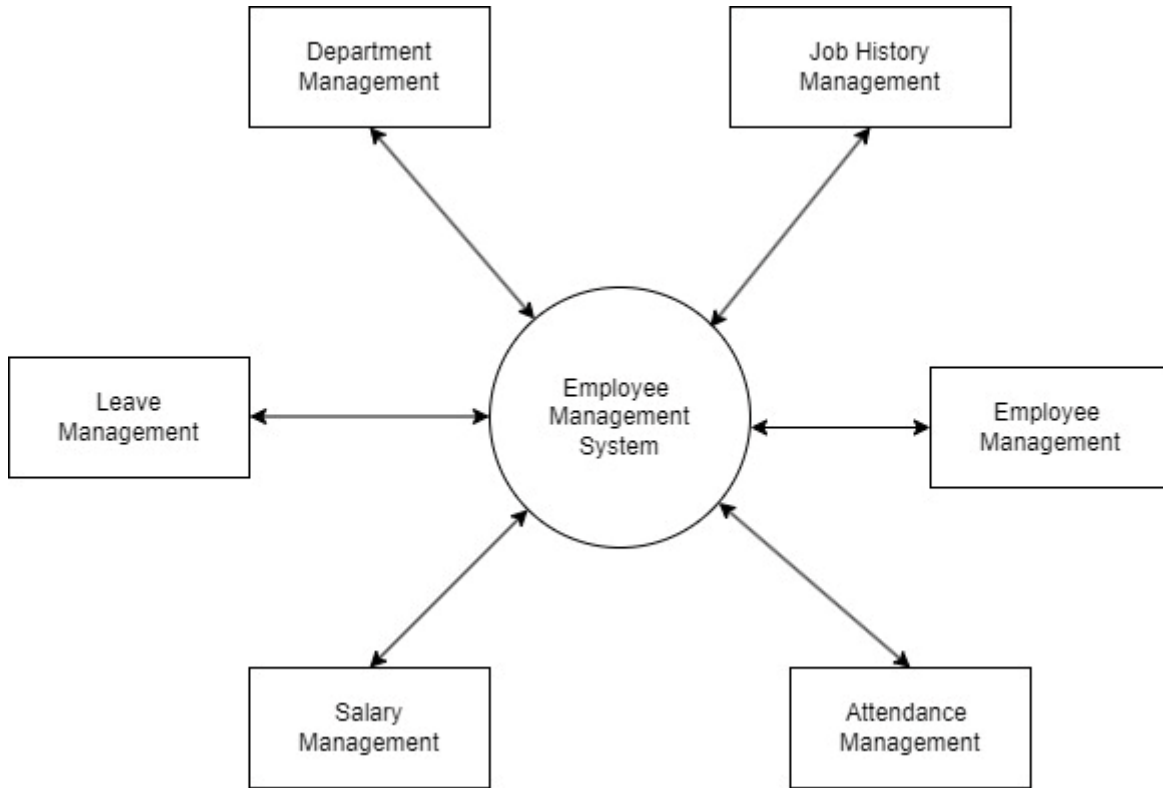 Department
Management
Job History
Management
Employee
Management
System
Leave
Management
Employee
Management
Salary
Management
Attendance
Management